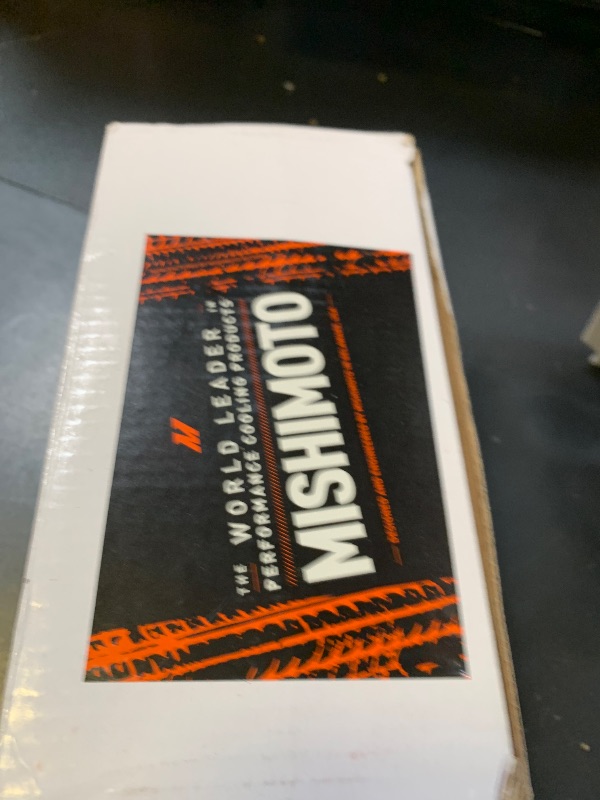 THE WORLD LEADER IN
PERFORMANCE COOLING PRODUCTS
MISHIMOTO